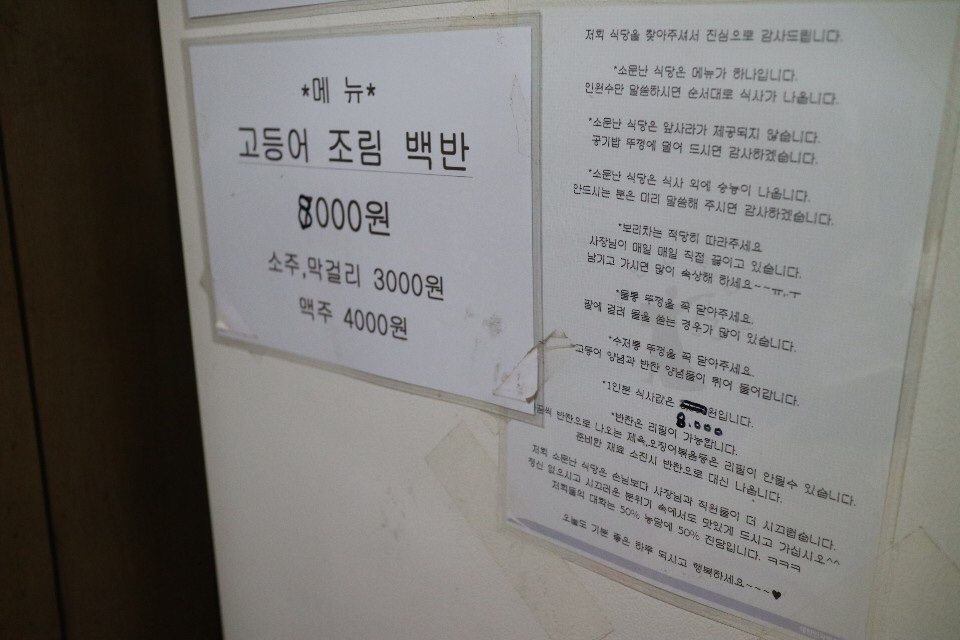 *메 뉴*
고등어 조림 백반
8000원
소주,막걸리 3000원
맥주 4000원
저희 식당을 찾아주셔서 진심으로 감사드립니다.
*소문난 식당은 메뉴가 하나입니다.
인원수만 말씀하시면 순서대로 식사가 나옵니다.
*소문난 식당은 앞사라가 제공되지 않습니다.
공기밥 뚜껑에 덜어 드시면 감사하겠습니다.
*소문난 식당은 식사 외에 숭늉이 나옵니다.
안드시는 분은 미리 말씀해 주시면 감사하겠습니다.
*보리차는 적당히 따라주세요
사장님이 매일 매일 직접 끓이고 있습니다.
남기고 가시면 많이 속상해 하세요~~ㅠ.ㅜ
*물통 뚜껑을 꼭 닫아주세요.
팔에 걸려 물을 쏟는 경우가 많이 있습니다.
*수저통 뚜껑을 꼭 닫아주세요.
고등어 양념과 반찬 양념들이 튀어 들어갑니다.
*1인분 식사값은 원입니다.
8.000
*반찬은 리필이 가능합니다.
반찬으로 나오는 제육,오징어볶음등은 리필이 안될수 있습니다.
준비한 재료 소진시 반찬으로 대신 나옵니다.
저희 소문난 식당은 손님보다 사장님과 직원들이 더 시끄럽습니다.
정신 없으시고 시끄러운 분위기 속에서도 맛있게 드시고 가십시오^^
저희들의 대화는 50% 농담에 50% 진담입니다. ㅋㅋㅋ
오늘도 기분 좋은 하루 되시고 행복하세요~~~♥